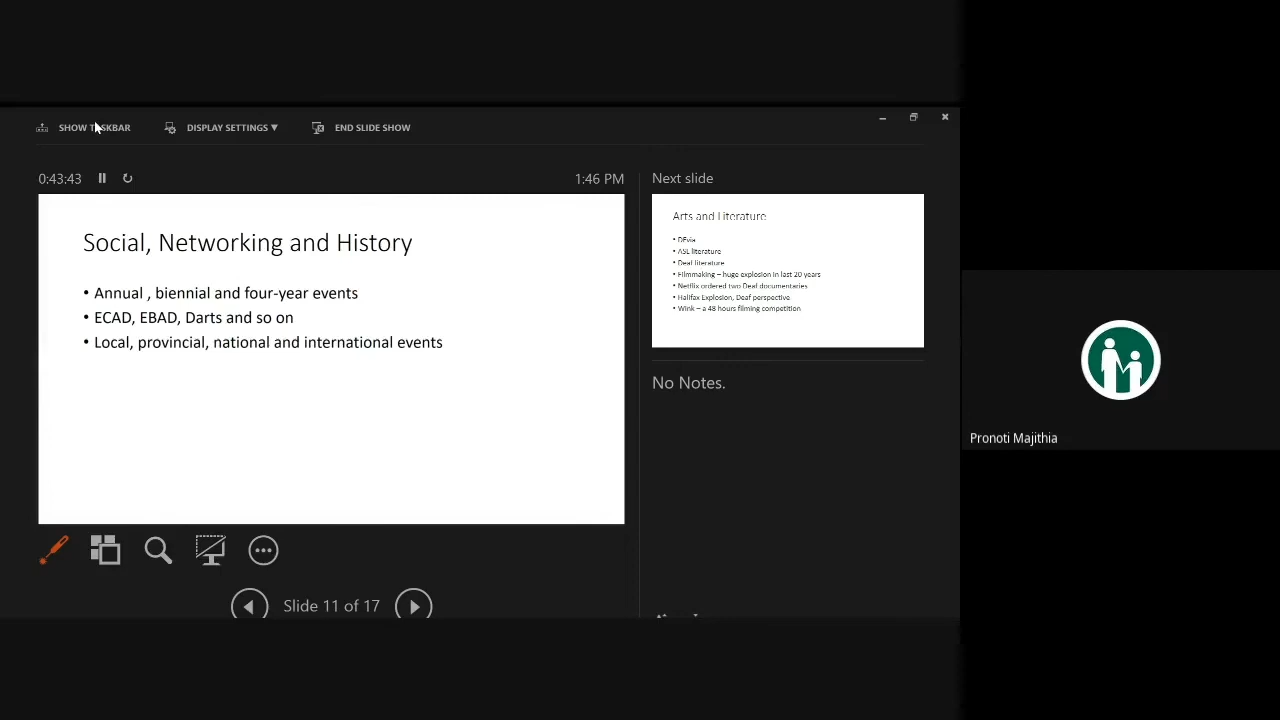 SHOW TASKBAR DISPLAY SETTINGS ▼ END SLIDE SHOW
0:43:43 1:46 PM
Social, Networking and History
• Annual , biennial and four-year events
• ECAD, EBAD, Darts and so on
• Local, provincial, national and international events
Slide 11 of 17
Next slide
Arts and Literature
• DEvia
• ASL literature
• Deaf literature
• Filmmaking – huge explosion in last 20 years
• Netflix ordered two Deaf documentaries
• Halifax Explosion, Deaf perspective
• Wink – a 48 hours filming competition
No Notes.
Pronoti Majithia